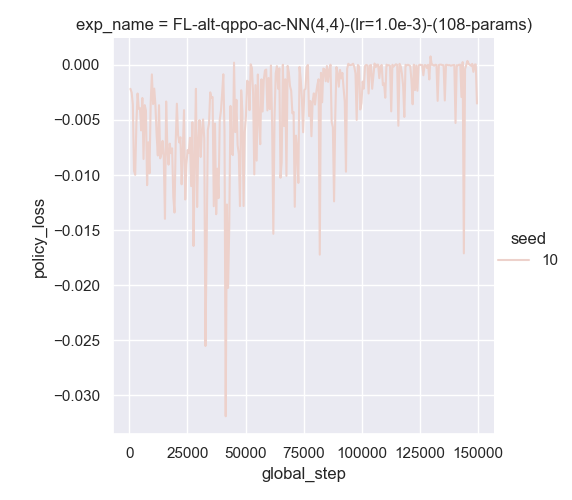 exp_name = FL-alt-qppo-ac-NN(4,4)-(lr=1.0e-3)-(108-params)
0.000
−0.005
−0.010
−0.015
−0.020
−0.025
−0.030
policy_loss
0 25000 50000 75000 100000 125000 150000
global_step
seed
10